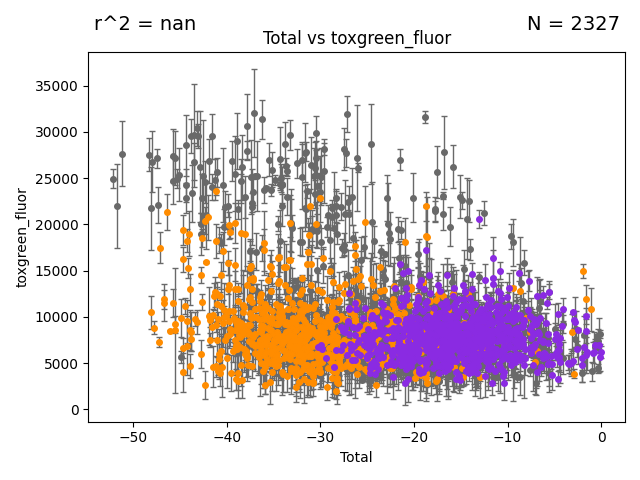 r^2 = nan
N = 2327
Total vs toxgreen_fluor
toxgreen_fluor
35000
30000
25000
20000
15000
10000
5000
0
−50
−40
−30
−20
−10
0
Total